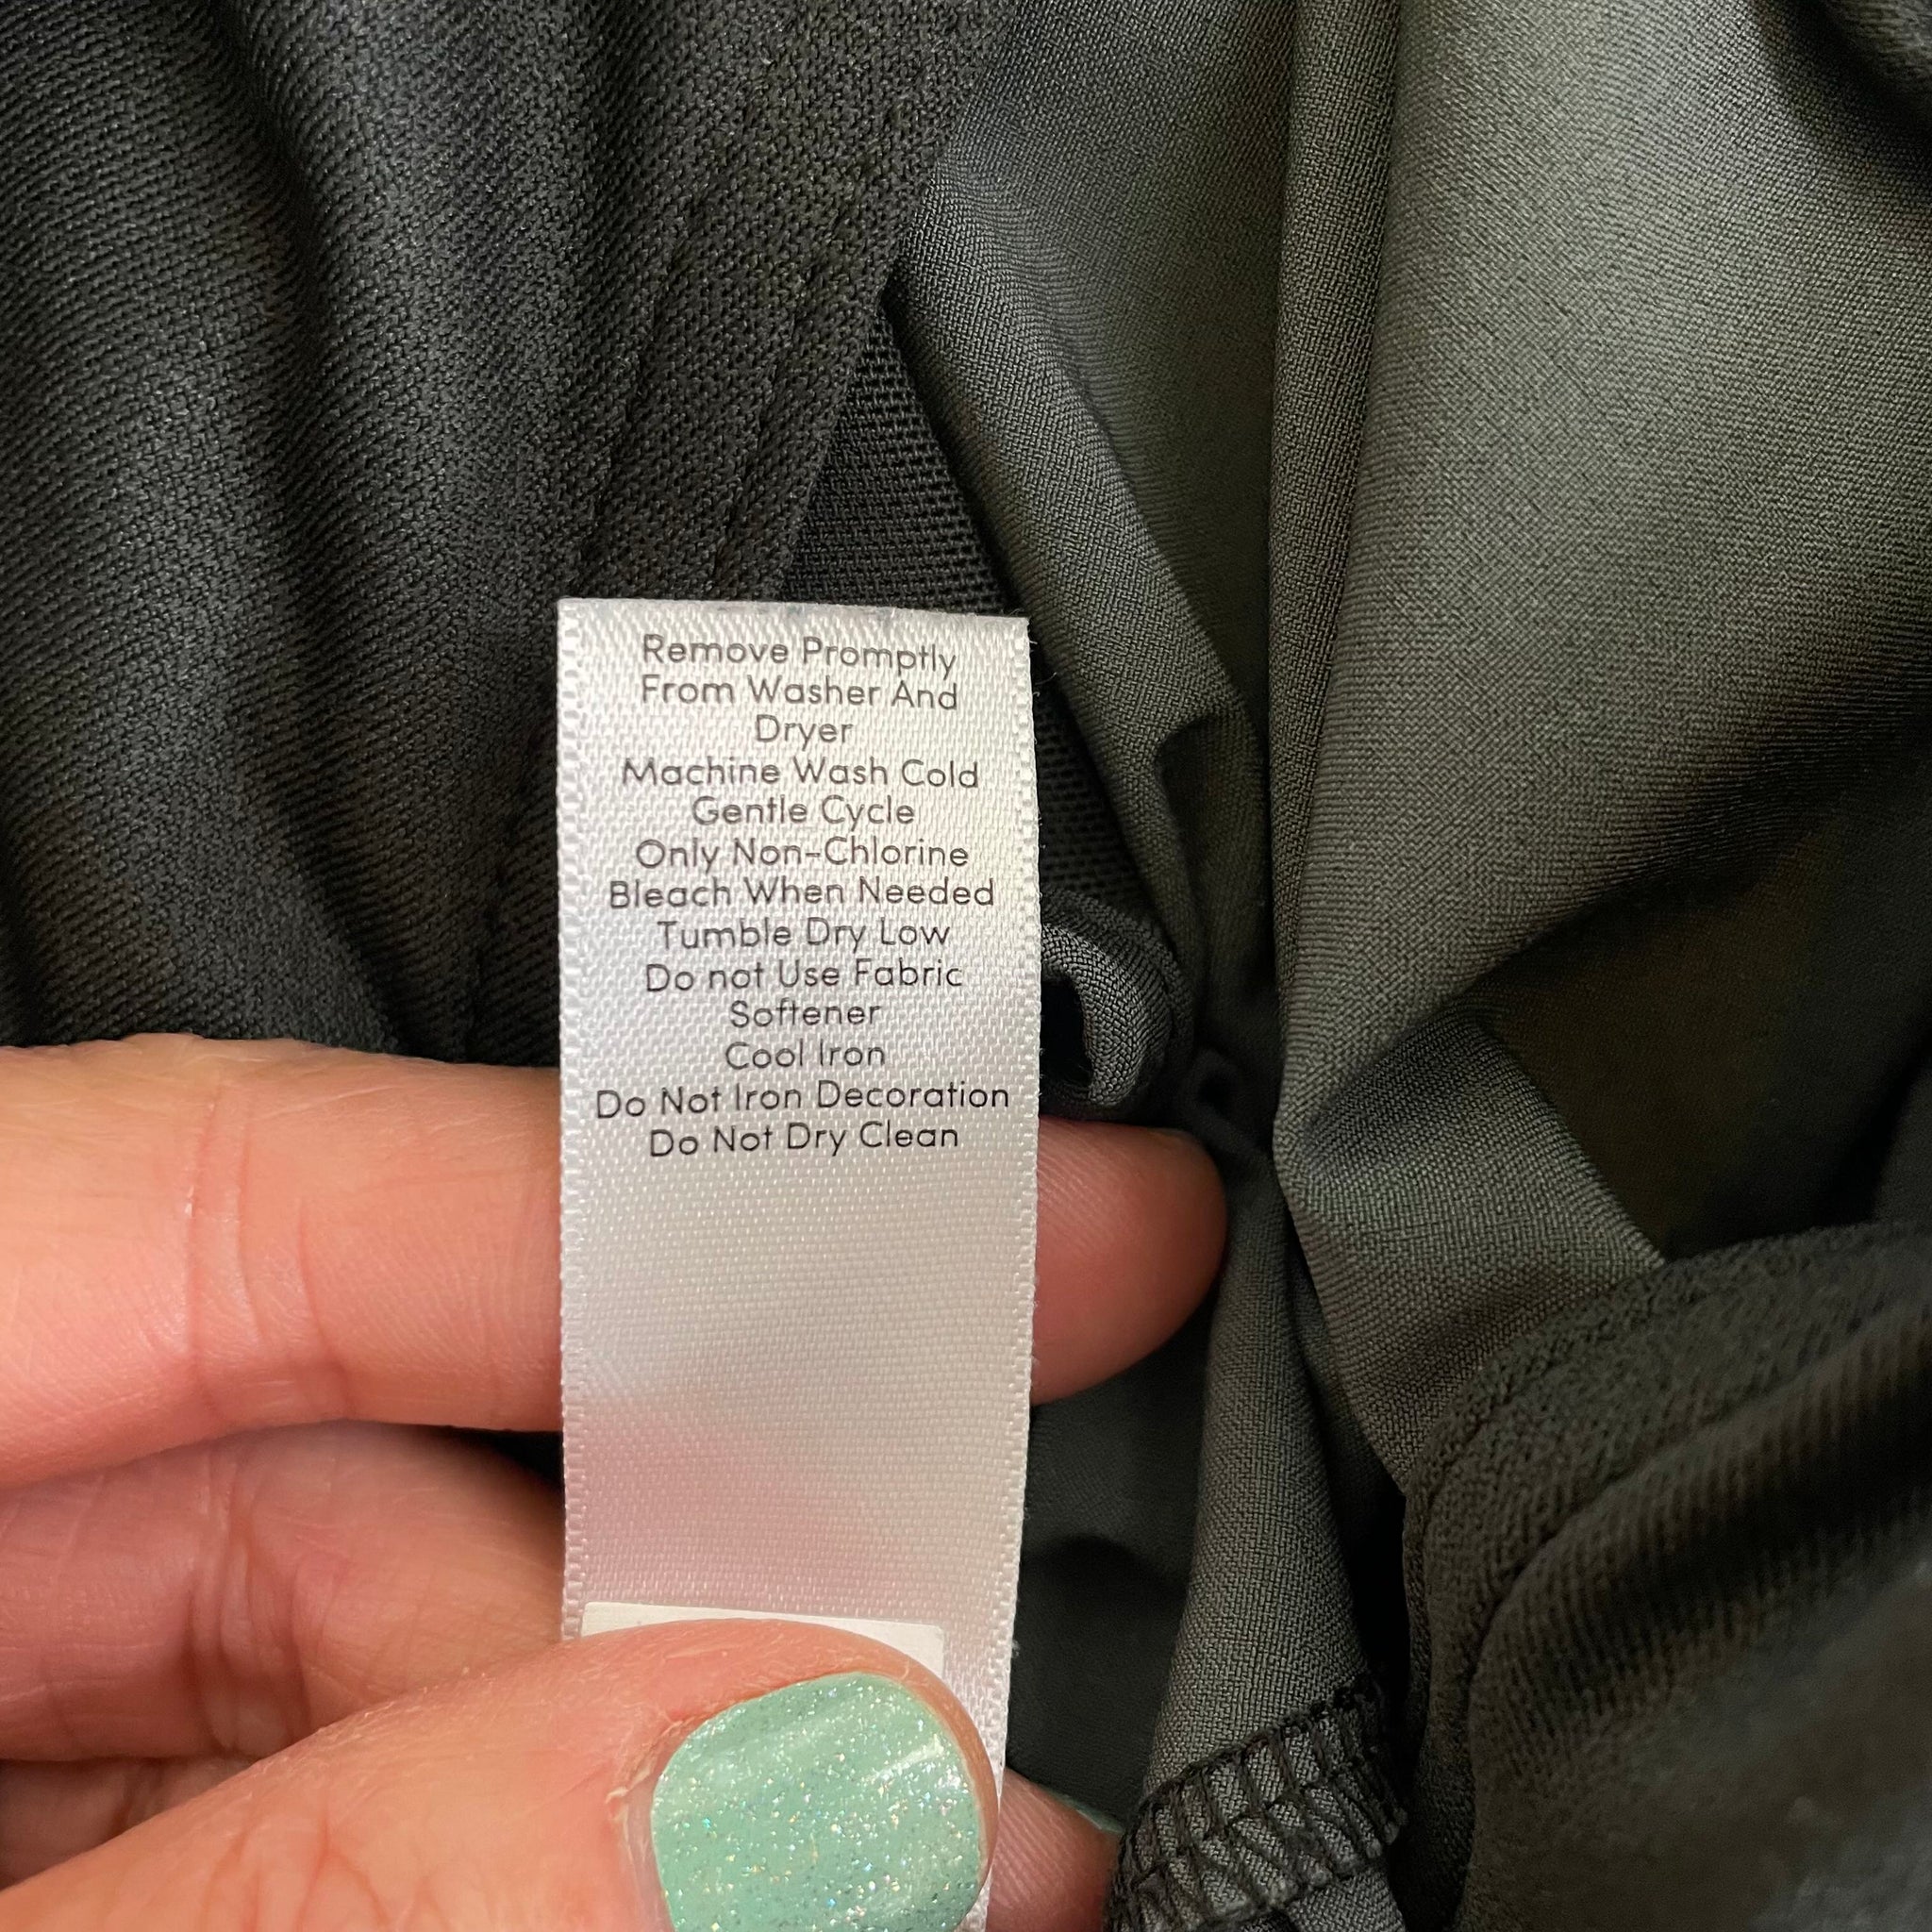 Remove Promptly
From Washer And
Dryer
Machine Wash Cold
Gentle Cycle
Only Non-Chlorine
Bleach When Needed
Tumble Dry Low
Do not Use Fabric
Softener
Cool Iron
Do Not Iron Decoration
Do Not Dry Clean